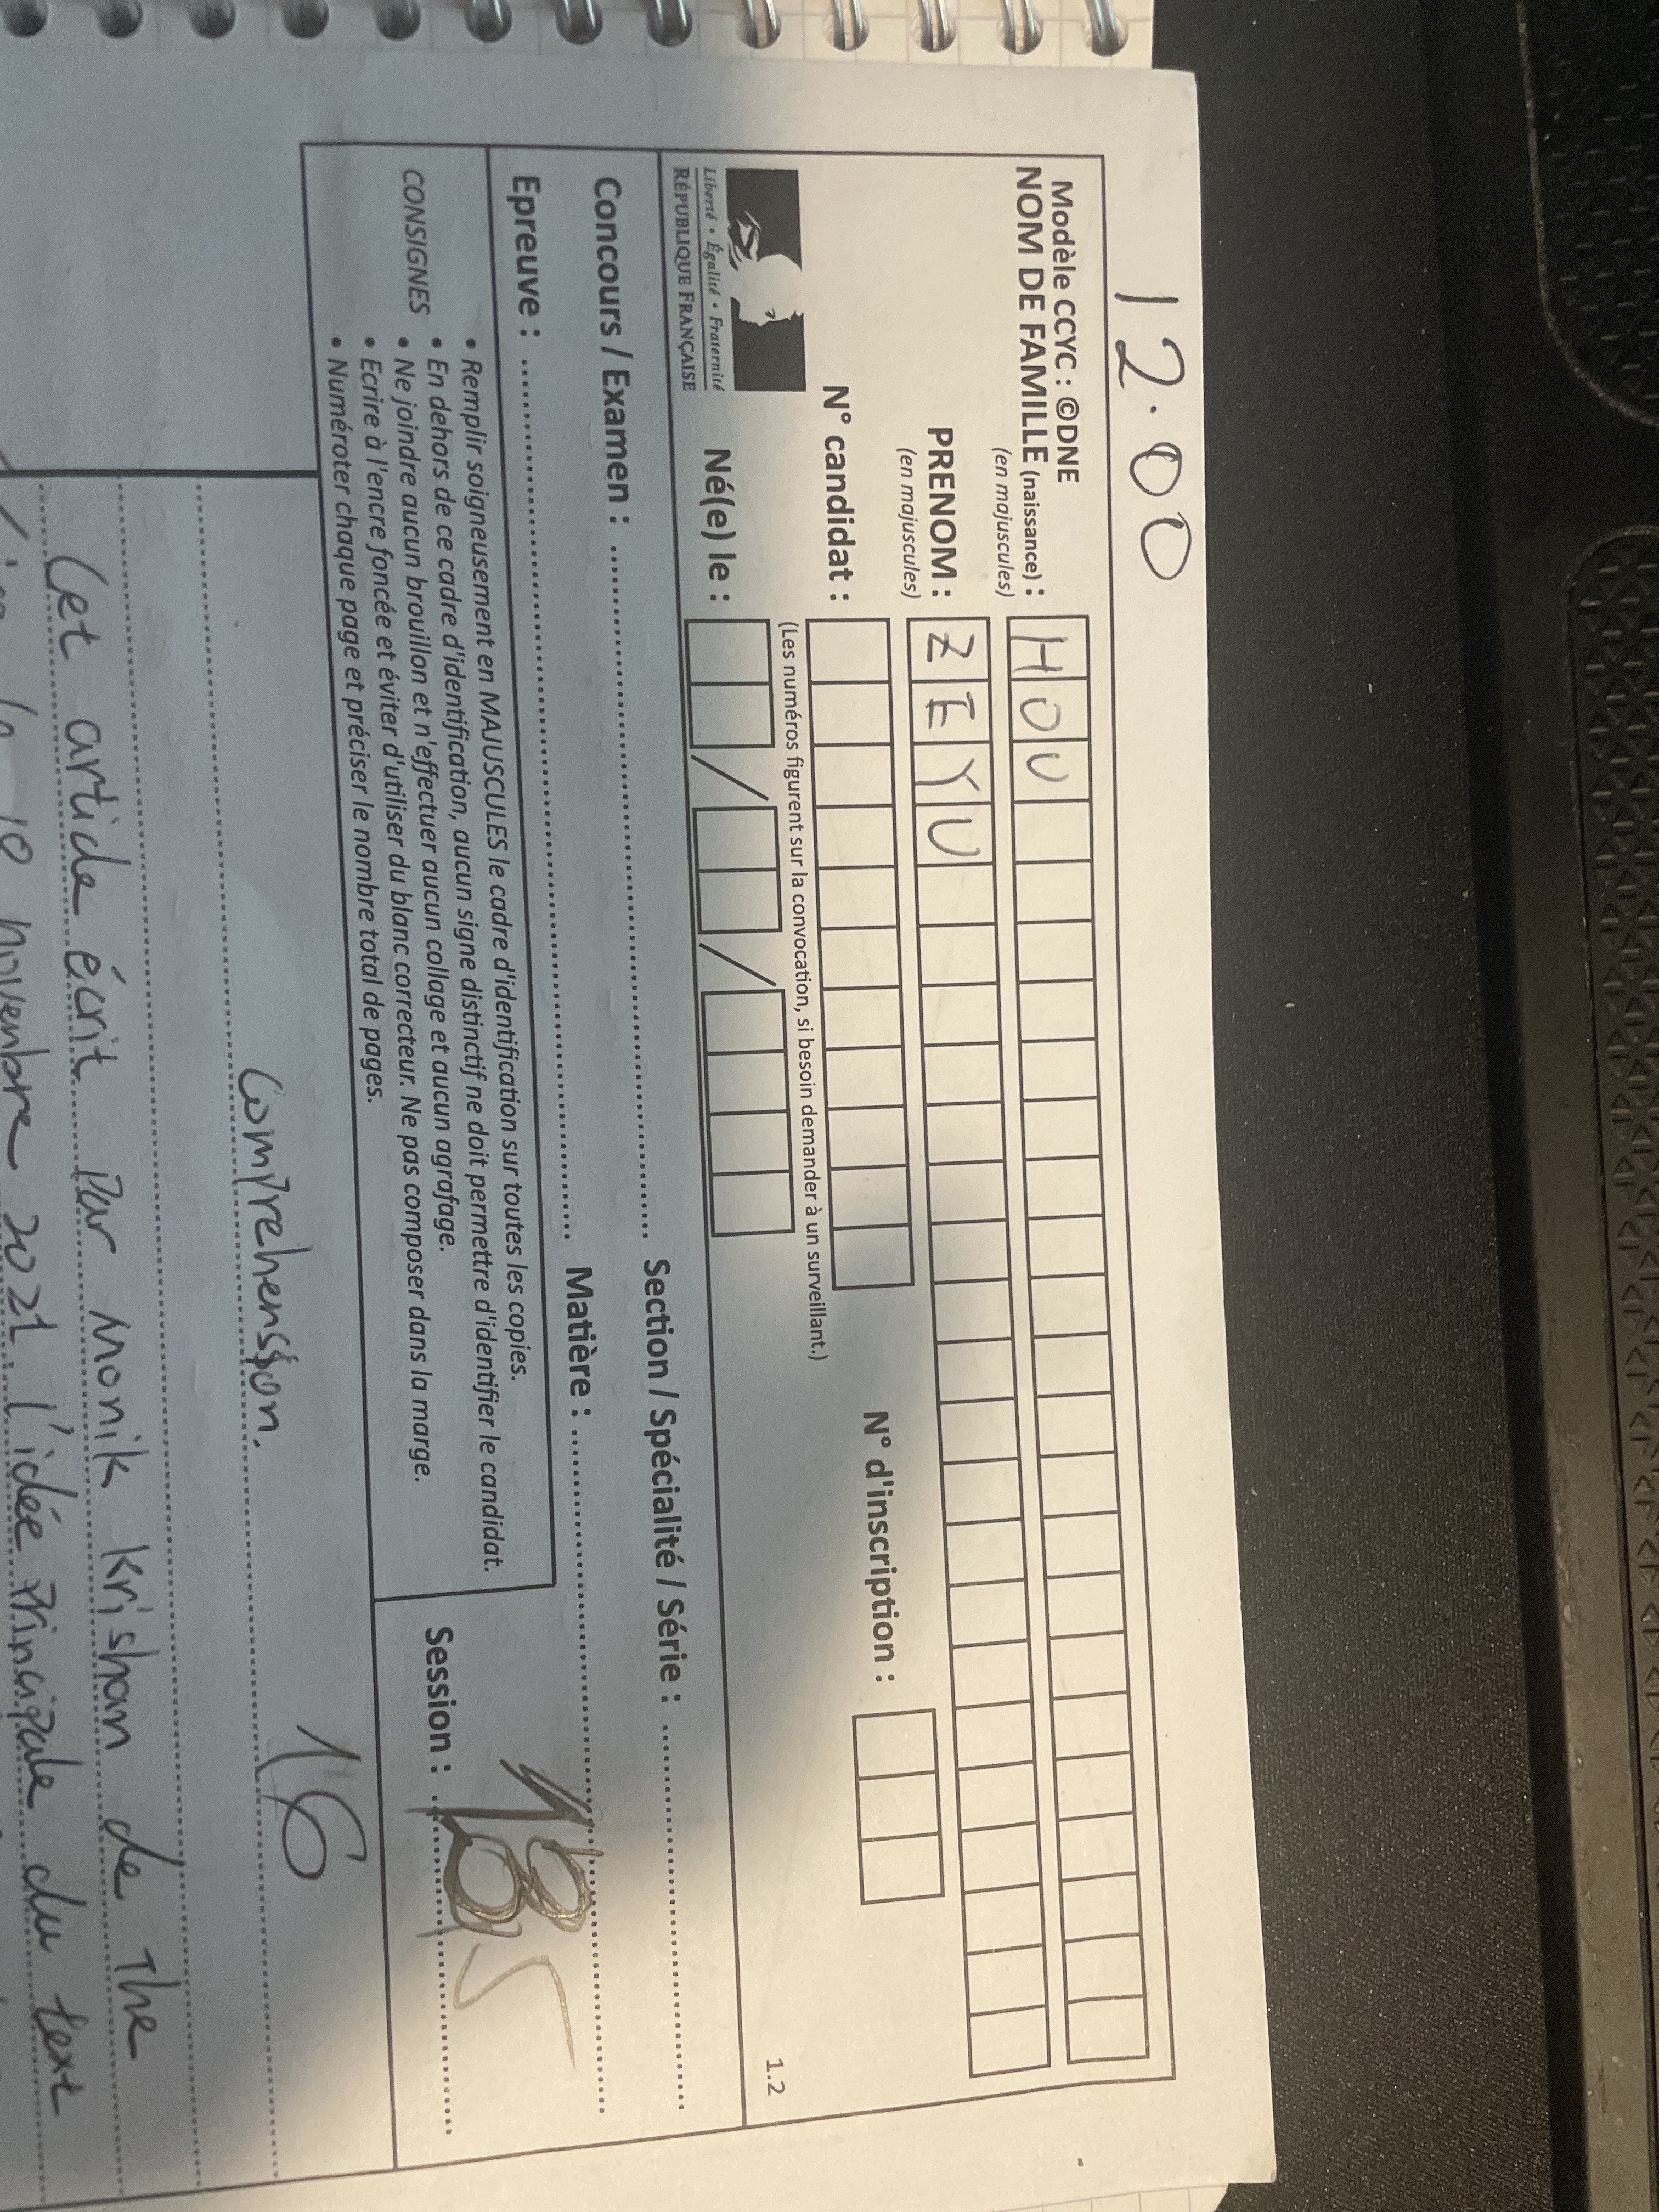 12.00
Modèle CCYC : ©DNE
NOM DE FAMILLE (naissance) : HOU
(en majuscules)
PRENOM : ZEYU
(en majuscules)
N° candidat :
N° d'inscription :
(Les numéros figurent sur la convocation, si besoin demander à un surveillant.)
1.2
Né(e) le : / /
Liberté • Égalité • Fraternité
RÉPUBLIQUE FRANÇAISE
Concours / Examen :
Section / Spécialité / Série :
Epreuve :
Matière :
CONSIGNES
• Remplir soigneusement en MAJUSCULES le cadre d'identification sur toutes les copies.
• En dehors de ce cadre d'identification, aucun signe distinctif ne doit permettre d'identifier le candidat.
• Ne joindre aucun brouillon et n'effectuer aucun collage et aucun agrafage.
• Ecrire à l'encre foncée et éviter d'utiliser du blanc correcteur. Ne pas composer dans la marge.
• Numéroter chaque page et préciser le nombre total de pages.
Session :
16
Comprehension.
Cet article écrit par Monik Krishan de The
le 10 novenbre 2021. l'idée principale du text